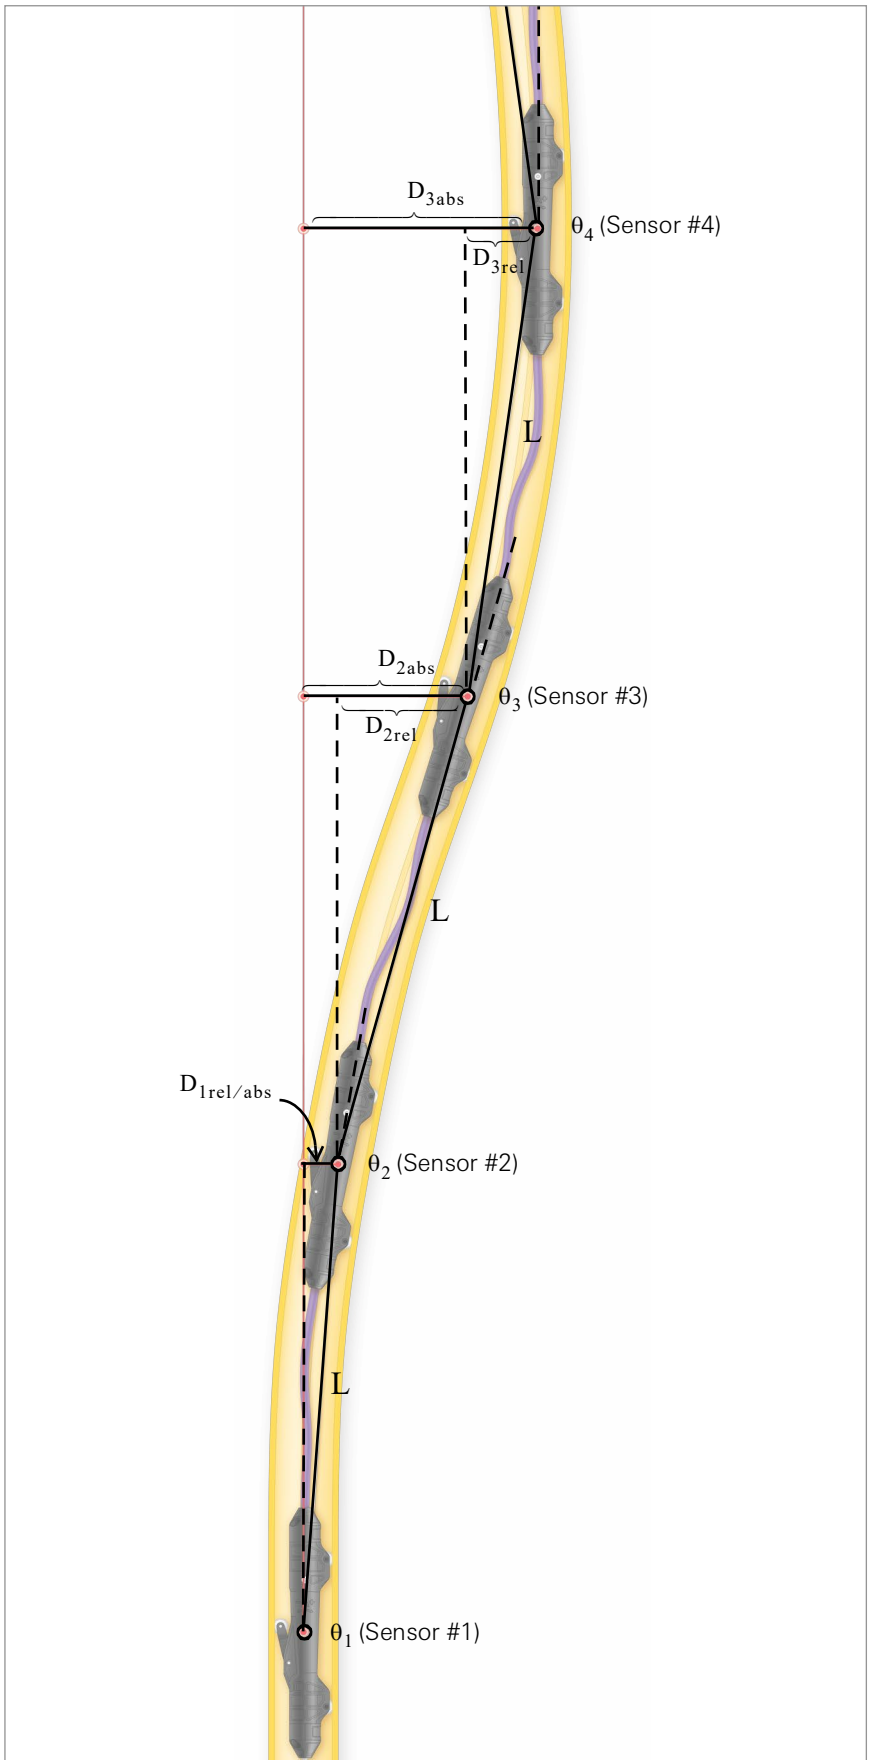 D3abs
θ4 (Sensor #4)
D3rel
L
D2abs
θ3 (Sensor #3)
D2rel
L
D1rel/abs
θ2 (Sensor #2)
L
θ1 (Sensor #1)